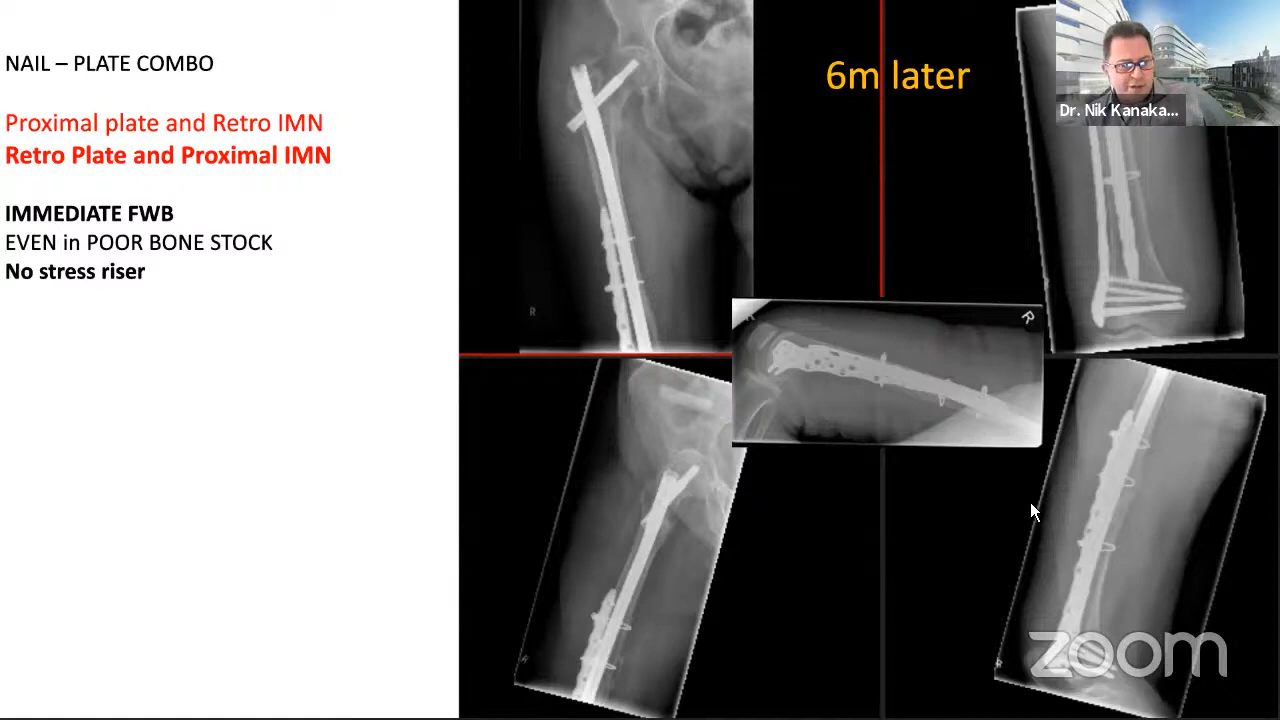 NAIL – PLATE COMBO
Proximal plate and Retro IMN
Retro Plate and Proximal IMN
IMMEDIATE FWB
EVEN in POOR BONE STOCK
No stress riser
6m later
Dr. Nik Kanaka...
R
R
R
R
R
R
zoom